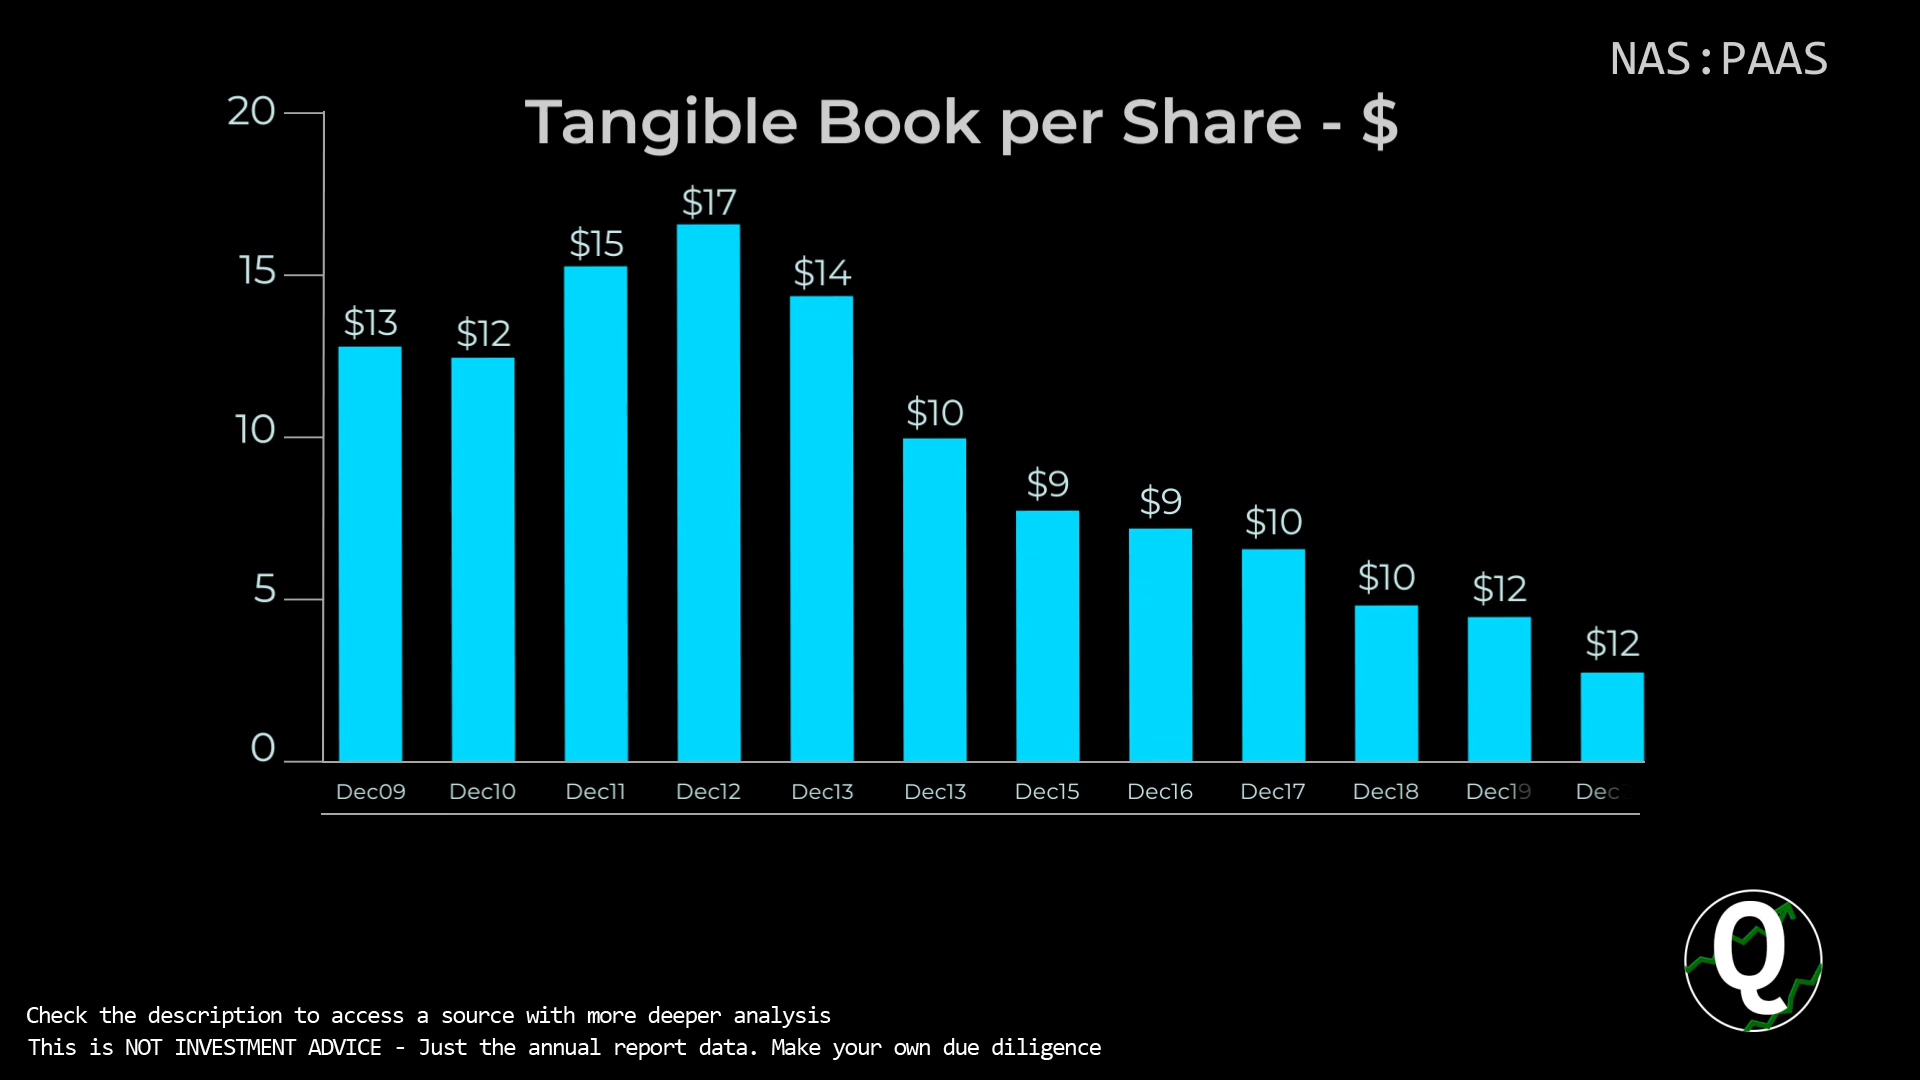 NAS:PAAS
Tangible Book per Share - $
20
15
10
5
0
$13
$12
$15
$17
$14
$10
$9
$9
$10
$10
$12
$12
Dec09 Dec10 Dec11 Dec12 Dec13 Dec13 Dec15 Dec16 Dec17 Dec18 Dec19 Dec
Q
Check the description to access a source with more deeper analysis
This is NOT INVESTMENT ADVICE - Just the annual report data. Make your own due diligence